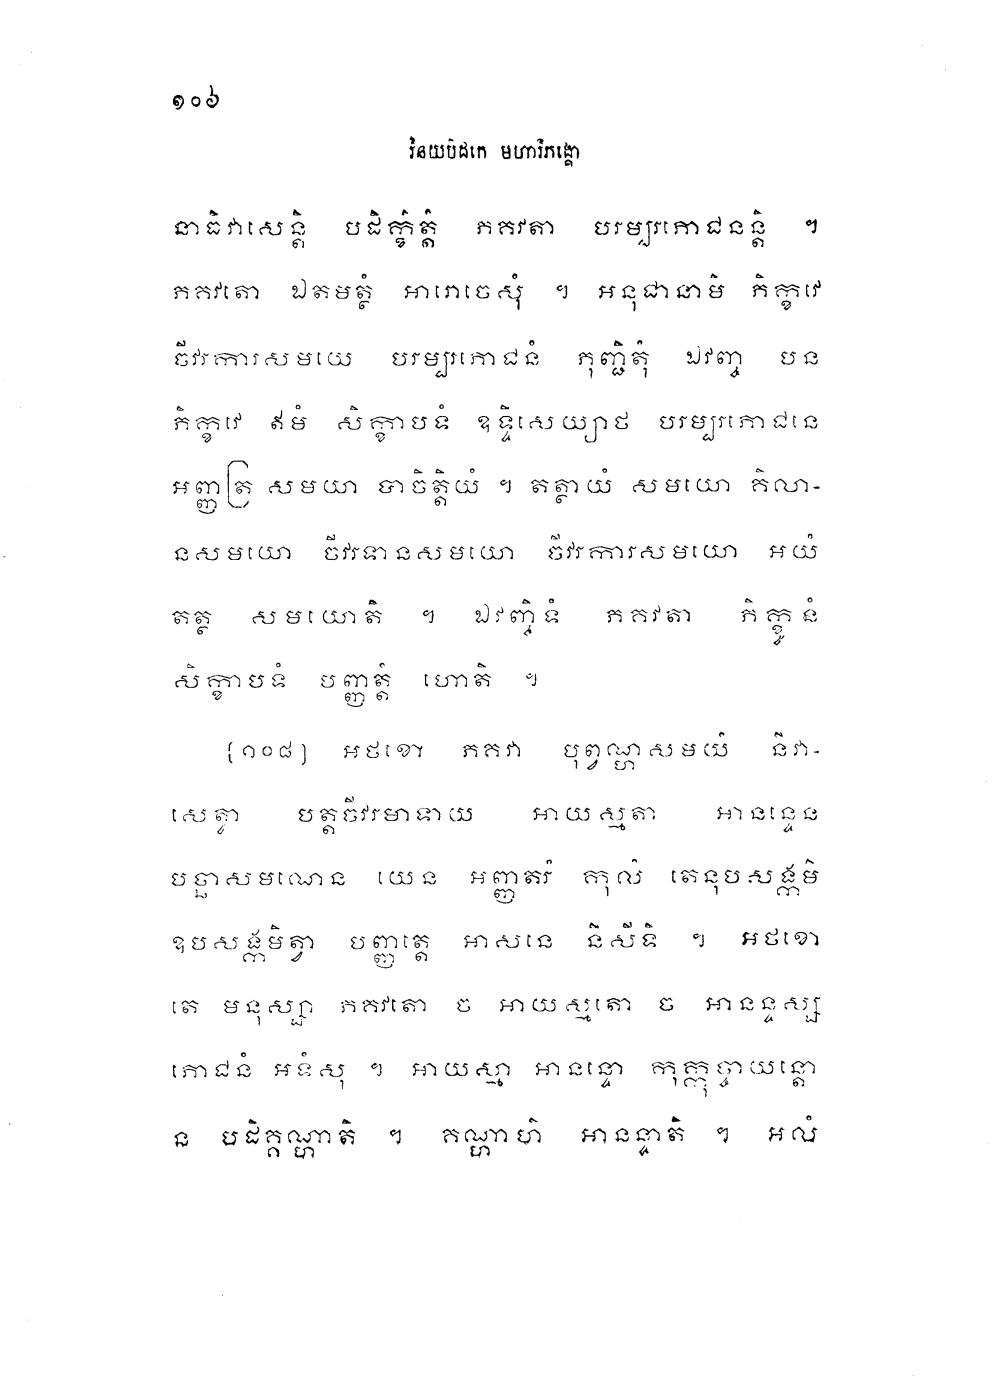 ១០៦
វិនយបិដកេ មហាវិភង្គោ
នាធិវាសេន្តិ បដិក្ខិត្តំ ភគវតា បរម្បរភោជនន្តិ ។
ភគវតោ ឯតមត្ថំ អារោចេសុំ ។ អនុជានាមិ ភិក្ខវេ
ចីវរការសមយេ បរម្បរភោជនំ ភុញ្ជិតុំ ឯវញ្ច បន
ភិក្ខវេ ឥមំ សិក្ខាបទំ ឧទ្ទិសេយ្យាថ បរម្បរភោជនេ
អញ្ញត្រ សមយា បាចិត្តិយំ ។ តត្ថាយំ សមយោ គិលា-
នសមយោ ចីវរទានសមយោ ចីវរការសមយោ អយំ
តត្ថ សមយោតិ ។ ឯវញ្ចិទំ ភគវតា ភិក្ខូនំ
សិក្ខាបទំ បញ្ញត្តំ ហោតិ ។
[១០៨] អថខោ ភគវា បុព្វណ្ហសមយំ និវា-
សេត្វា បត្តចីវរមាទាយ អាយស្មតា អានន្ទេន
បច្ឆាសមណេន យេន អញ្ញតរំ កុលំ តេនុបសង្កមិ
ឧបសង្កមិត្វា បញ្ញត្តេ អាសនេ និសីទិ ។ អថខោ
តេ មនុស្សា ភគវតោ ច អាយស្មតោ ច អានន្ទស្ស
ភោជនំ អទំសុ ។ អាយស្មា អានន្ទោ កុក្កុច្ចាយន្តោ
ន បដិគ្គណ្ហាតិ ។ គណ្ហាហិ អានន្ទាតិ ។ អលំ